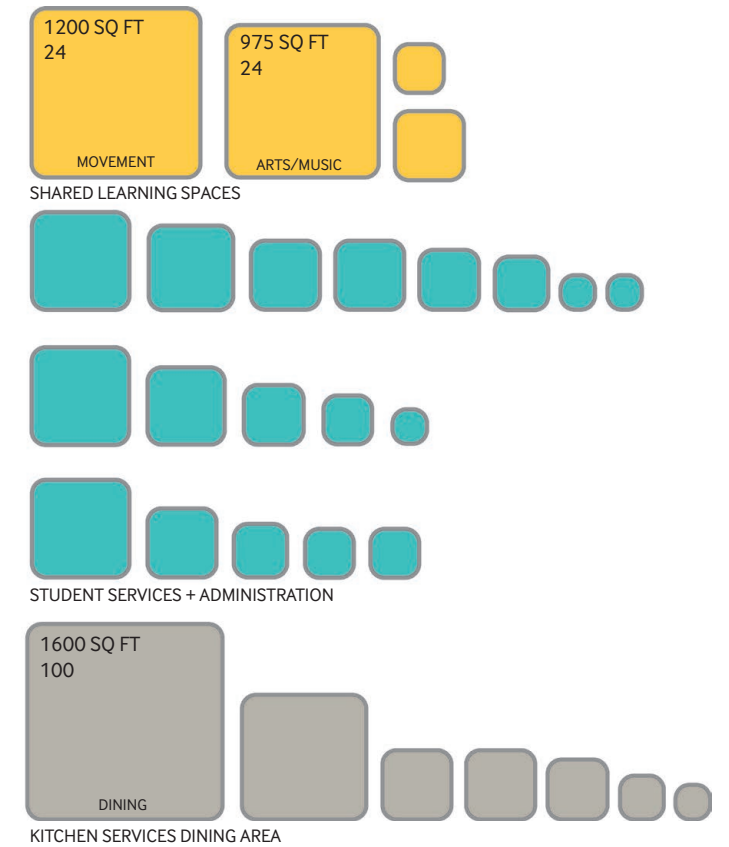 1200 SQ FT
24
MOVEMENT
975 SQ FT
24
ARTS/MUSIC
SHARED LEARNING SPACES
STUDENT SERVICES + ADMINISTRATION
1600 SQ FT
100
DINING
KITCHEN SERVICES DINING AREA